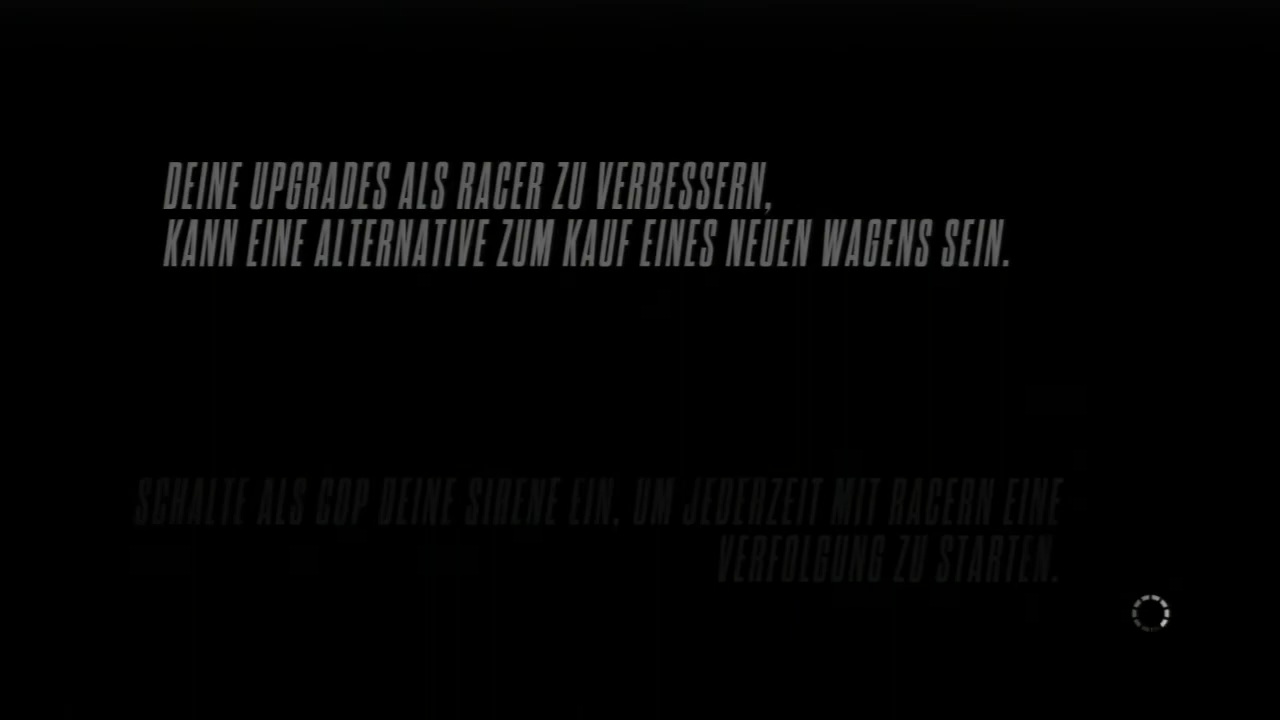 DEINE UPGRADES ALS RACER ZU VERBESSERN,
KANN EINE ALTERNATIVE ZUM KAUF EINES NEUEN WAGENS SEIN.
SCHALTE ALS COP DEINE SIRENE EIN, UM JEDERZEIT MIT RACERN EINE
VERFOLGUNG ZU STARTEN.